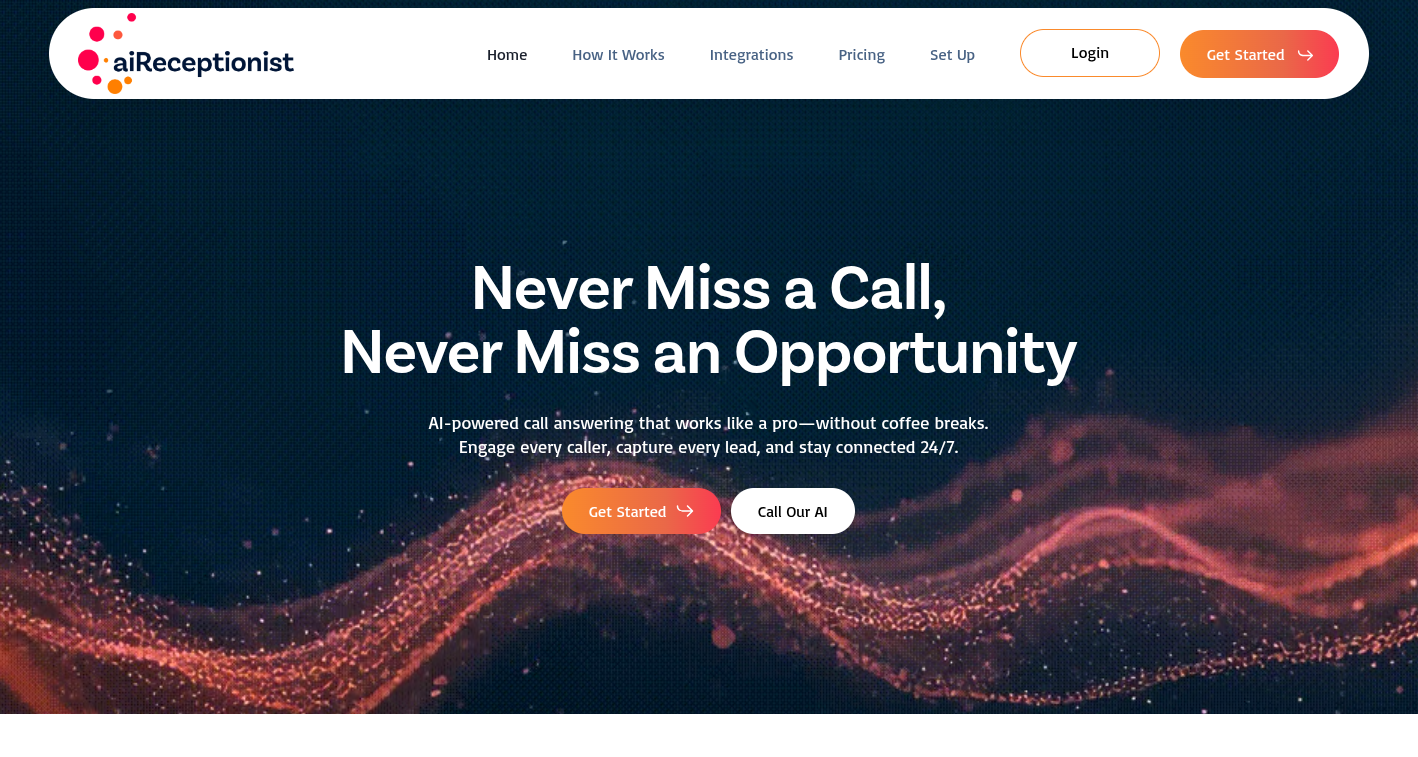 aiReceptionist
Home
How It Works
Integrations
Pricing
Set Up
Login
Get Started
Never Miss a Call,
Never Miss an Opportunity
AI-powered call answering that works like a pro—without coffee breaks.
Engage every caller, capture every lead, and stay connected 24/7.
Get Started
Call Our AI